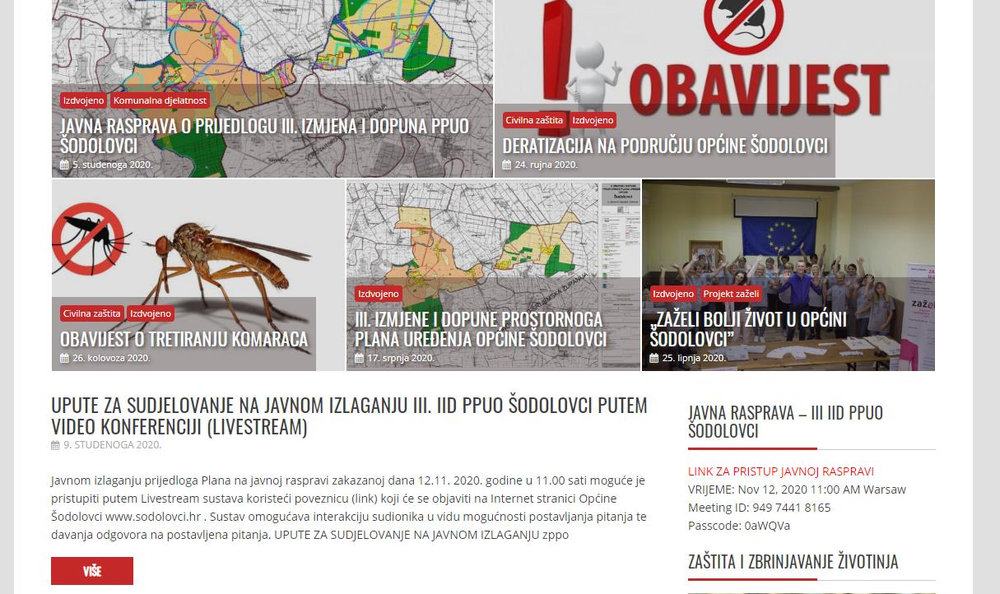 Izdvojeno Komunalna djelatnost
JAVNA RASPRAVA O PRIJEDLOGU III. IZMJENA I DOPUNA PPUO
ŠODOLOVCI
5. studenoga 2020.
OBAVIJEST
Civilna zaštita Izdvojeno
DERATIZACIJA NA PODRUČJU OPĆINE ŠODOLOVCI
24. rujna 2020.
Civilna zaštita Izdvojeno
OBAVIJEST O TRETIRANJU KOMARACA
26. kolovoza 2020.
Šodolovci
Izdvojeno
III. IZMJENE I DOPUNE PROSTORNOGA
PLANA UREĐENJA OPĆINE ŠODOLOVCI
17. srpnja 2020.
Izdvojeno Projekt zaželi
„ZAŽELI BOLJI ŽIVOT U OPĆINI
ŠODOLOVCI”
25. lipnja 2020.
UPUTE ZA SUDJELOVANJE NA JAVNOM IZLAGANJU III. IID PPUO ŠODOLOVCI PUTEM
VIDEO KONFERENCIJI (LIVESTREAM)
9. STUDENOGA 2020.
Javnom izlaganju prijedloga Plana na javnoj raspravi zakazanoj dana 12.11. 2020. godine u 11.00 sati moguće je
pristupiti putem Livestream sustava koristeći poveznicu (link) koji će se objaviti na Internet stranici Općine
Šodolovci www.sodolovci.hr . Sustav omogućava interakciju sudionika u vidu mogućnosti postavljanja pitanja te
davanja odgovora na postavljena pitanja. UPUTE ZA SUDJELOVANJE NA JAVNOM IZLAGANJU zppo
VIŠE
JAVNA RASPRAVA – III IID PPUO
ŠODOLOVCI
LINK ZA PRISTUP JAVNOJ RASPRAVI
VRIJEME: Nov 12, 2020 11:00 AM Warsaw
Meeting ID: 949 7441 8165
Passcode: 0aWQVa
ZAŠTITA I ZBRINJAVANJE ŽIVOTINJA